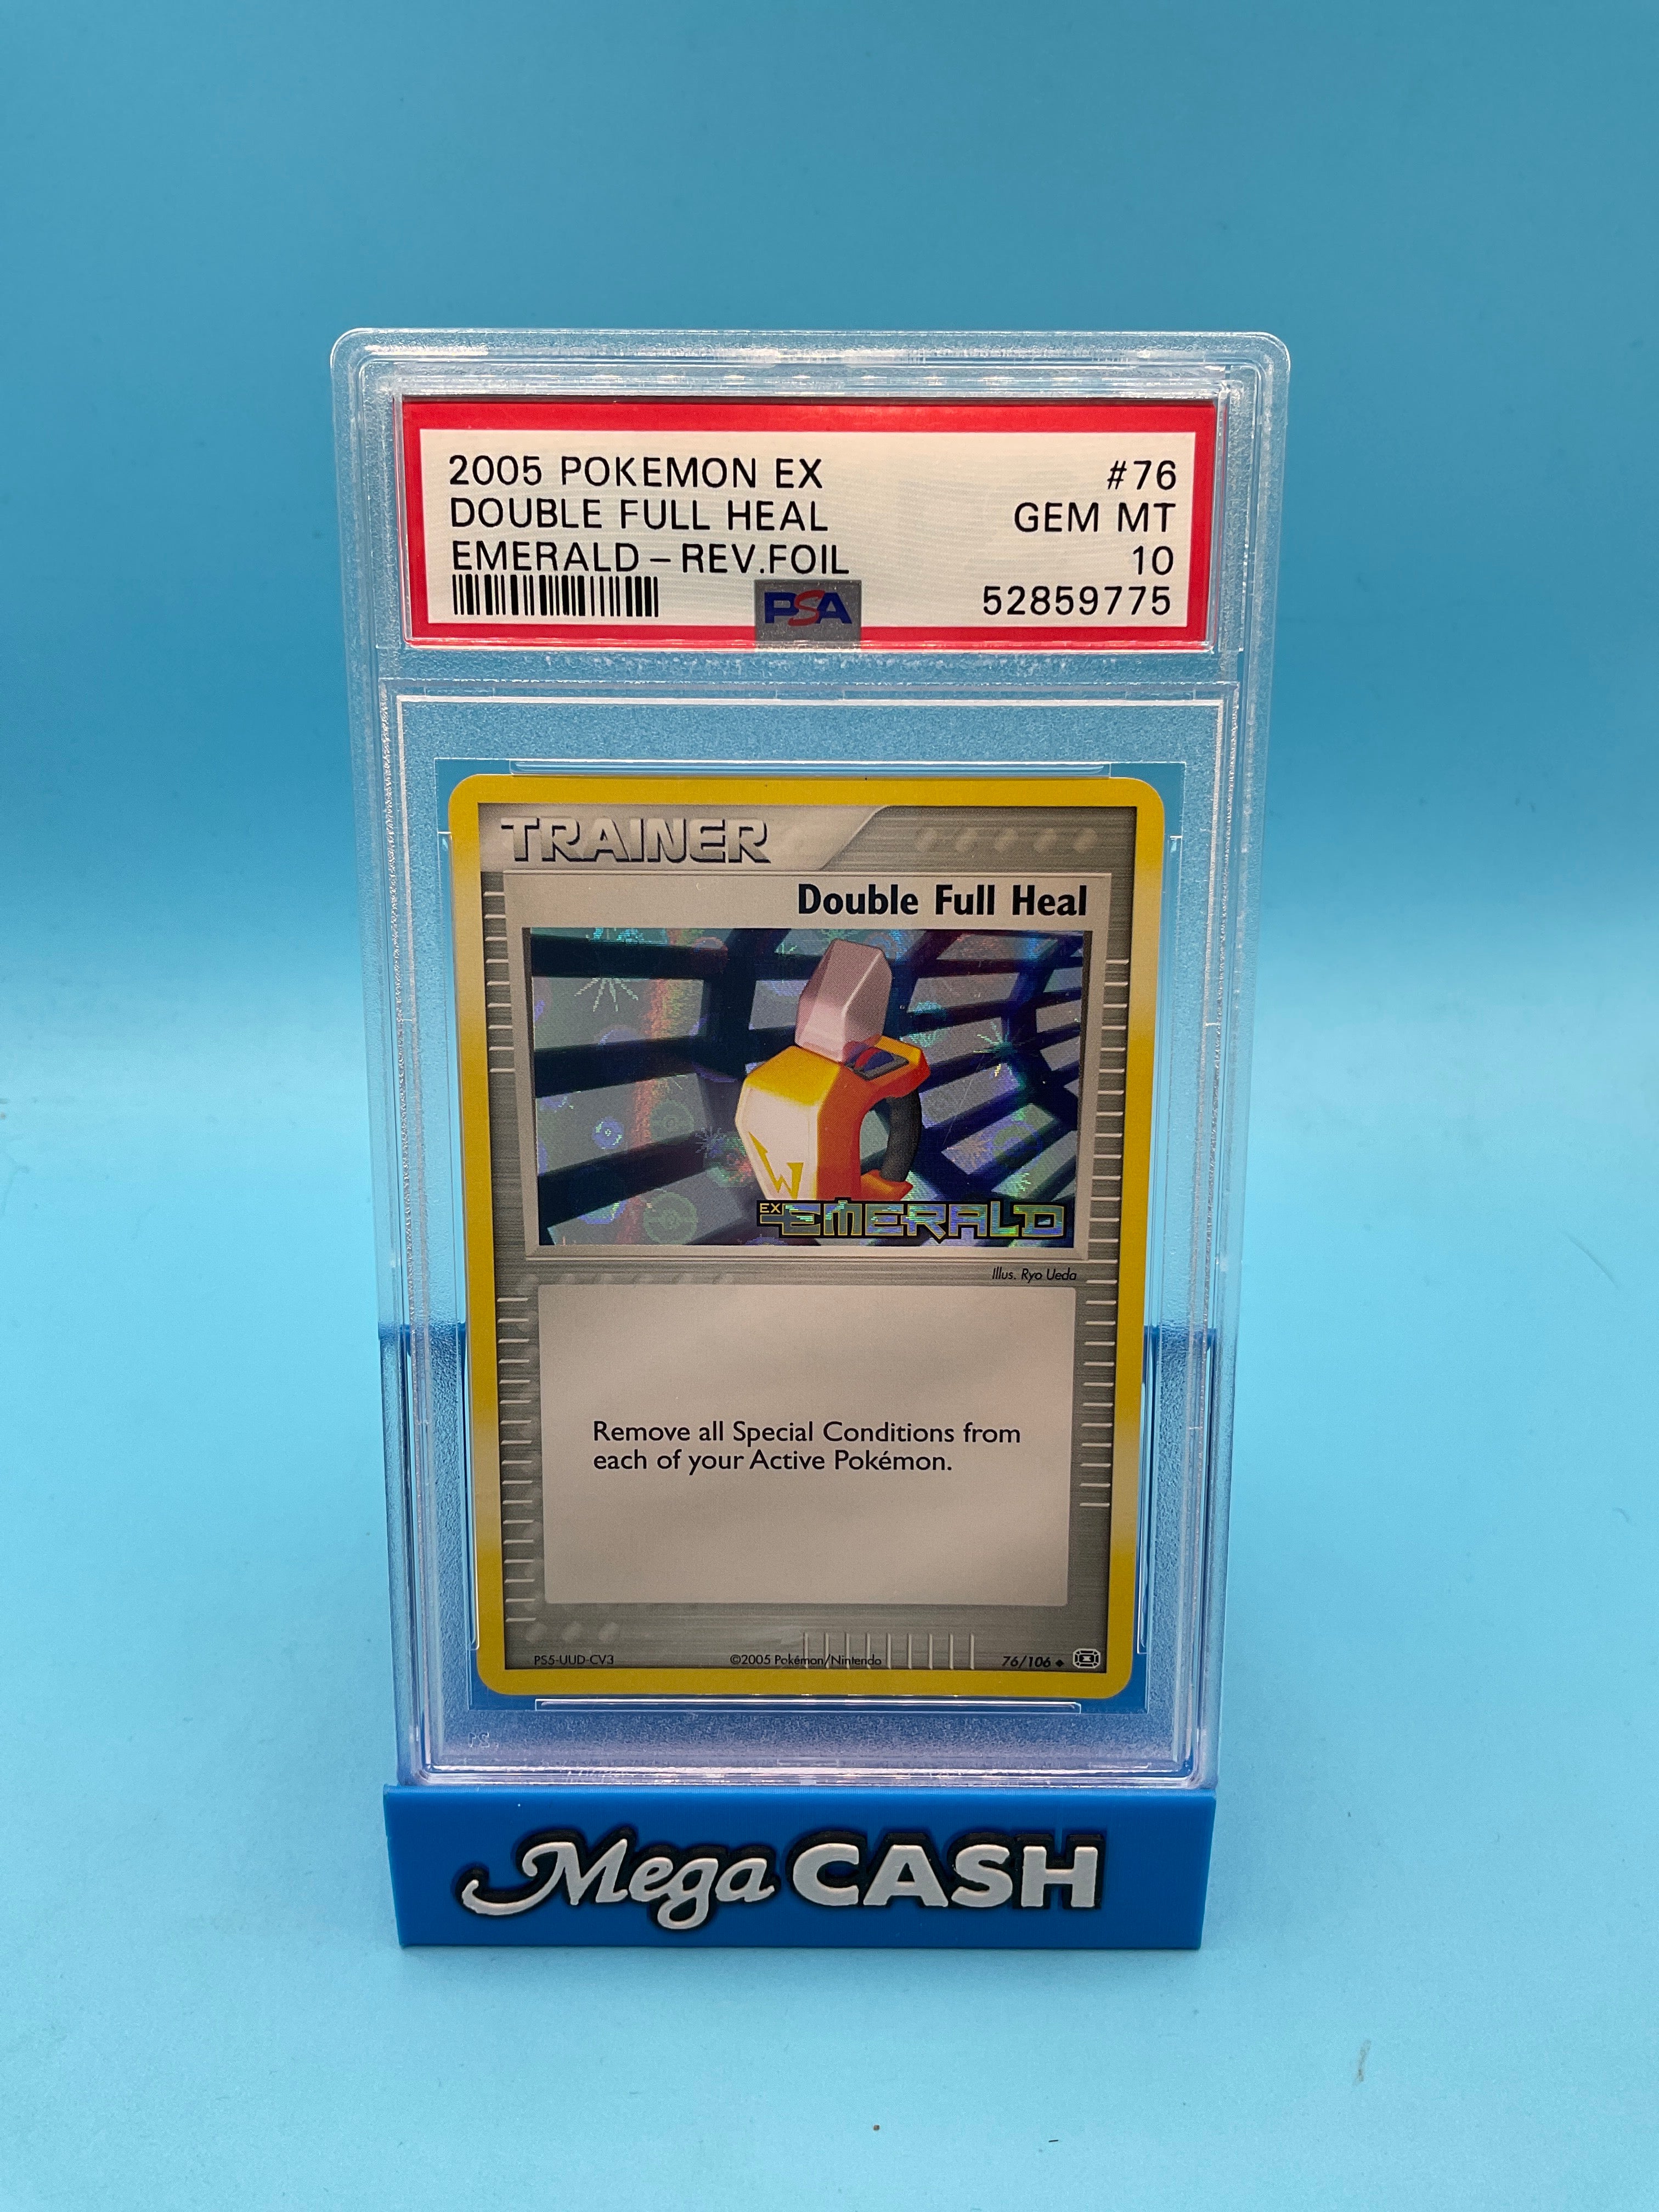 2005 POKEMON EX #76
DOUBLE FULL HEAL GEM MT
EMERALD - REV.FOIL 10
PSA 52859775
TRAINER
Double Full Heal
EX EMERALD
Illus. Ryo Ueda
Remove all Special Conditions from
each of your Active Pokémon.
PS5-UUD-CV3 ©2005 Pokémon/Nintendo 76/106
Mega CASH